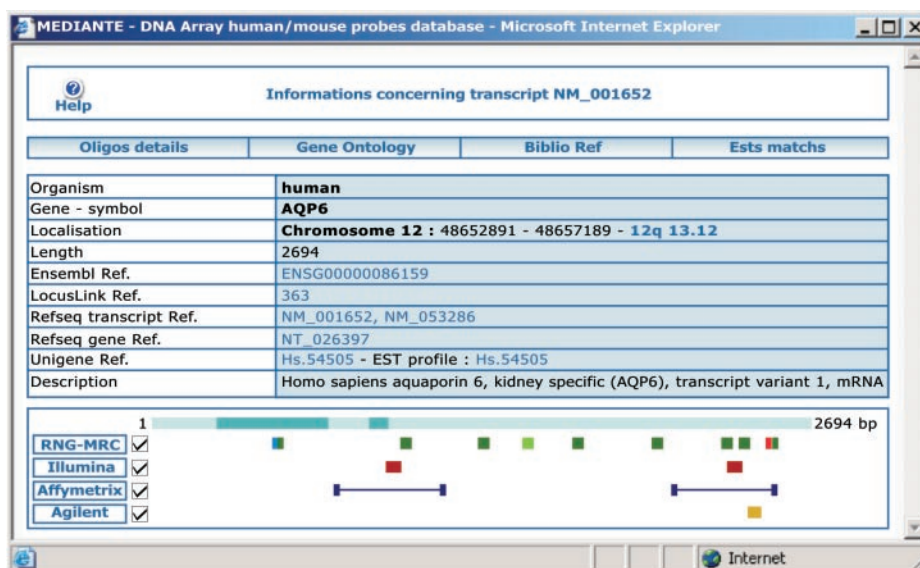 MEDIANTE - DNA Array human/mouse probes database - Microsoft Internet Explorer
Help
Informations concerning transcript NM_001652
Oligos details Gene Ontology Biblio Ref Ests matchs
Organism human
Gene - symbol AQP6
Localisation Chromosome 12 : 48652891 - 48657189 - 12q 13.12
Length 2694
Ensembl Ref. ENSG00000086159
LocusLink Ref. 363
Refseq transcript Ref. NM_001652, NM_053286
Refseq gene Ref. NT_026397
Unigene Ref. Hs.54505 - EST profile : Hs.54505
Description Homo sapiens aquaporin 6, kidney specific (AQP6), transcript variant 1, mRNA
1 2694 bp
RNG-MRC
Illumina
Affymetrix
Agilent
Internet